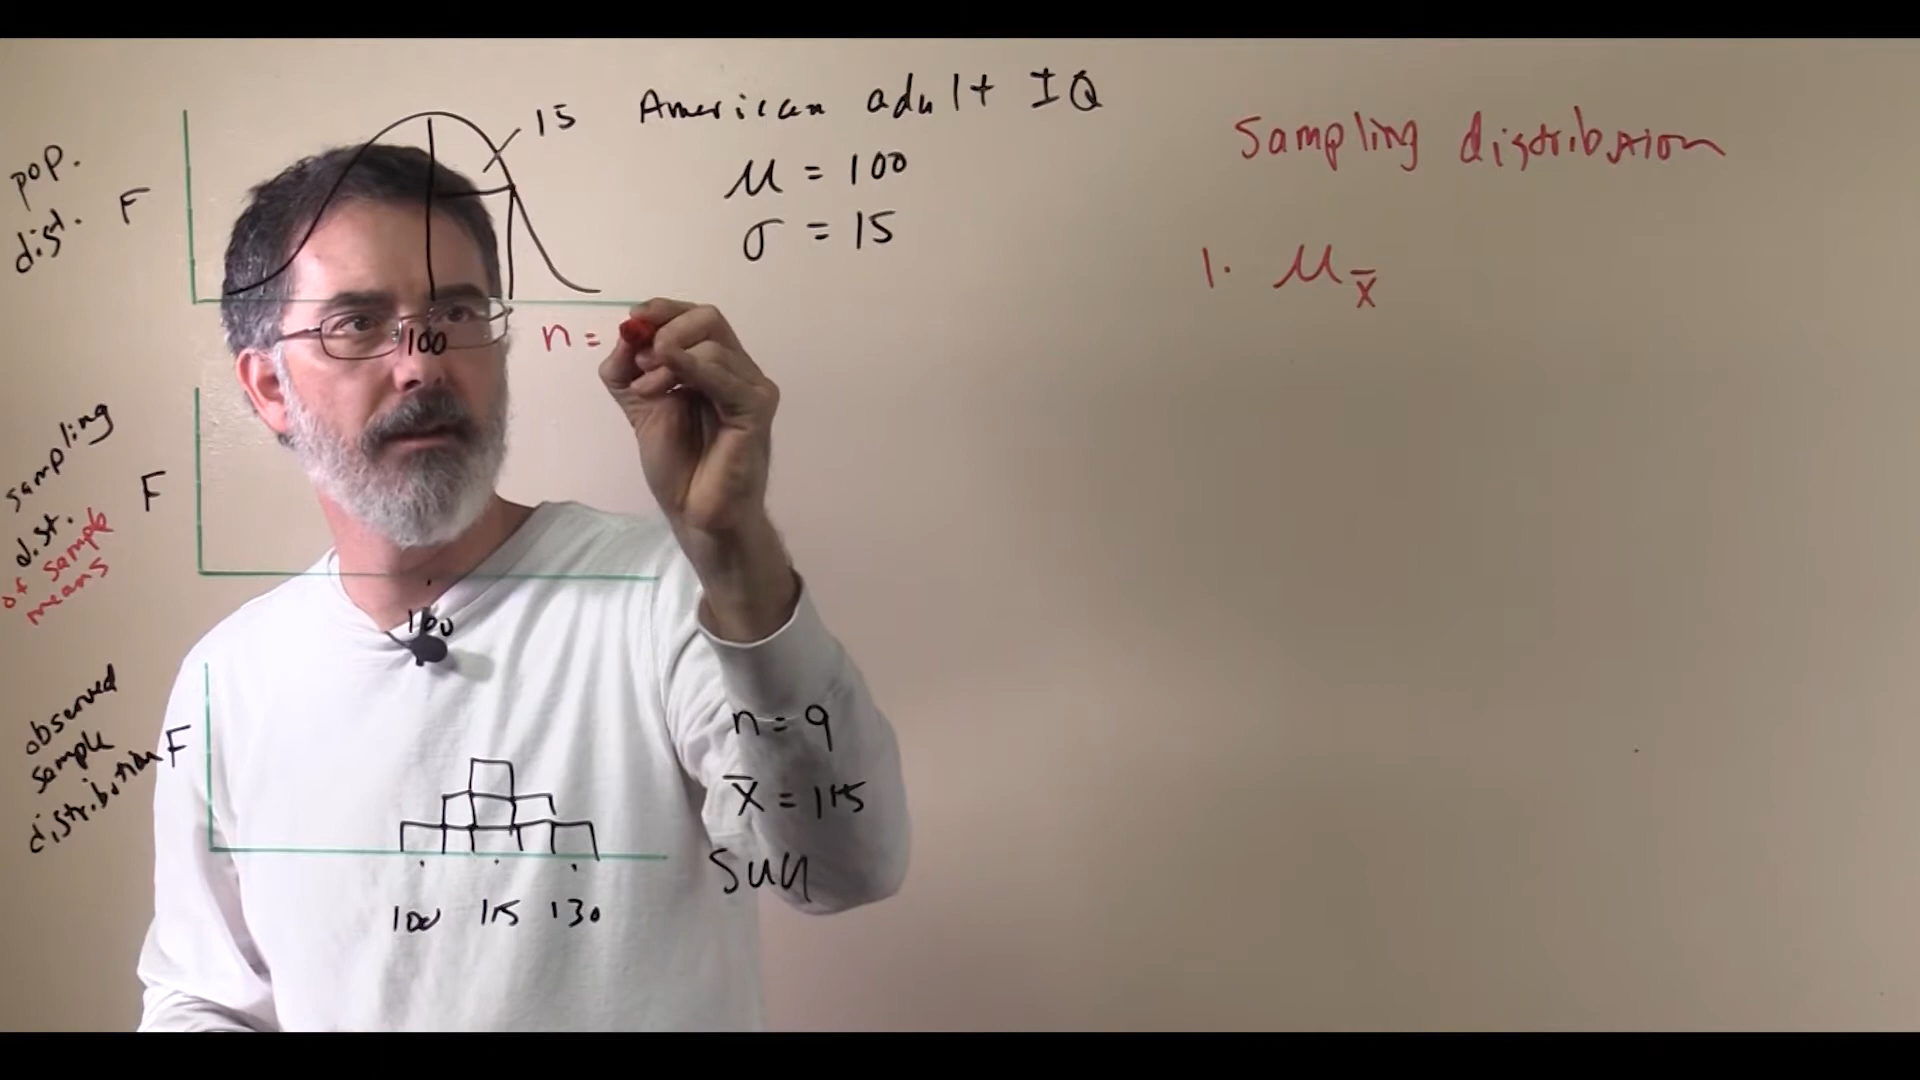 15
American adult IQ
μ = 100
σ = 15
pop.
dist.
F
100
n =
Sampling distribution
1. μx̄
sampling
dist.
of sample
means
F
100
observed
sample
distribution
F
100 115 130
n = 9
x̄ = 115